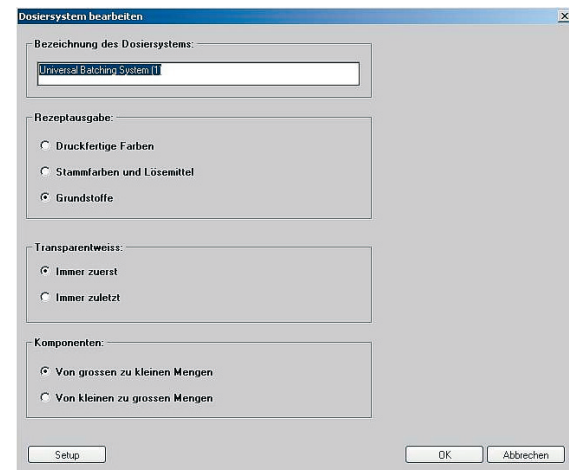 Dosiersystem bearbeiten
Bezeichnung des Dosiersystems:
Universal Batching System (1)
Rezeptausgabe:
Druckfertige Farben
Stammfarben und Lösemittel
Grundstoffe
Transparentweiss:
Immer zuerst
Immer zuletzt
Komponenten:
Von grossen zu kleinen Mengen
Von kleinen zu grossen Mengen
Setup
OK
Abbrechen